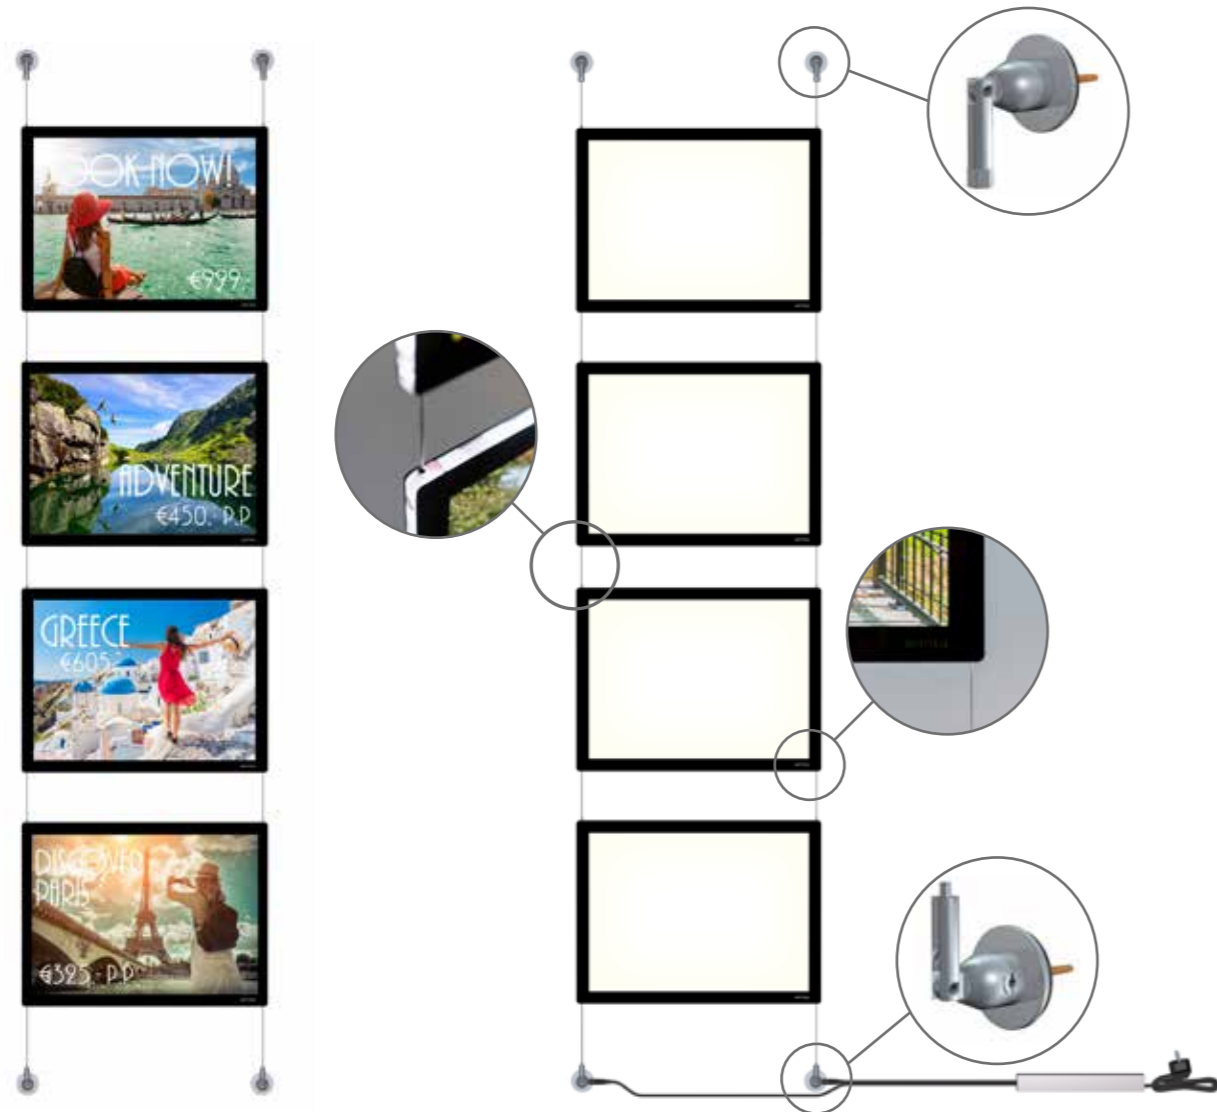 BOOK NOW!
€999.-
ADVENTURE
€450.- P.P
GREECE
€605.-
DISCOVER
PARIS
€325.- P.P.